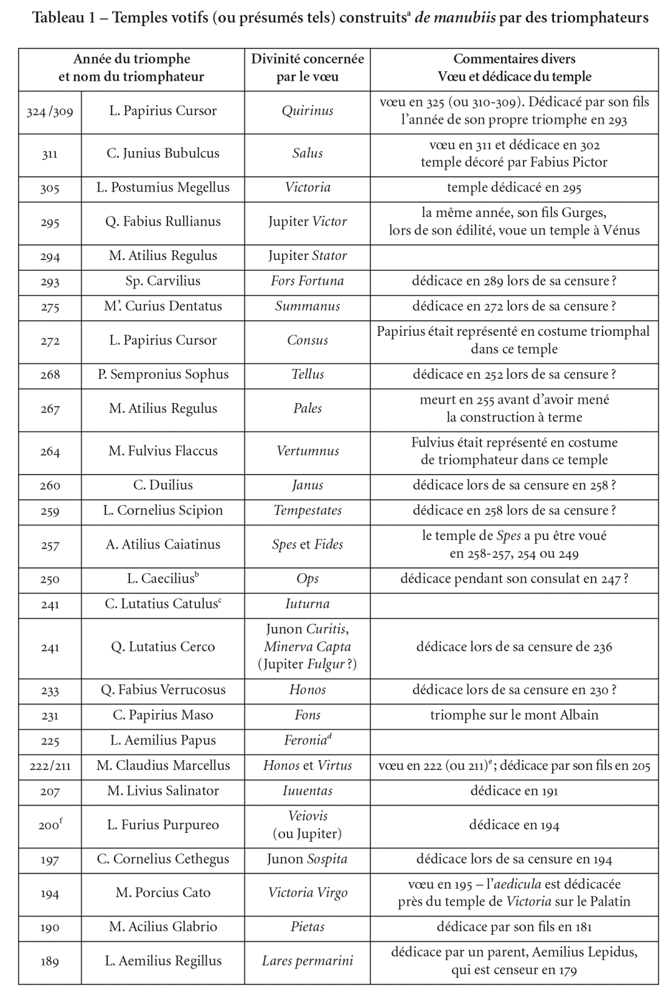 Tableau 1 – Temples votifs (ou présumés tels) construitsᵃ de manubiis par des triomphateurs
Année du triomphe
et nom du triomphateur
Divinité concernée
par le vœu
Commentaires divers
Vœu et dédicace du temple
324/309 L. Papirius Cursor Quirinus vœu en 325 (ou 310-309). Dédicacé par son fils
l’année de son propre triomphe en 293
311 C. Junius Bubulcus Salus vœu en 311 et dédicace en 302
temple décoré par Fabius Pictor
305 L. Postumius Megellus Victoria temple dédicacé en 295
295 Q. Fabius Rullianus Jupiter Victor la même année, son fils Gurges,
lors de son édilité, voue un temple à Vénus
294 M. Atilius Regulus Jupiter Stator
293 Sp. Carvilius Fors Fortuna dédicace en 289 lors de sa censure ?
275 M’. Curius Dentatus Summanus dédicace en 272 lors de sa censure ?
272 L. Papirius Cursor Consus Papirius était représenté en costume triomphal
dans ce temple
268 P. Sempronius Sophus Tellus dédicace en 252 lors de sa censure ?
267 M. Atilius Regulus Pales meurt en 255 avant d’avoir mené
la construction à terme
264 M. Fulvius Flaccus Vertumnus Fulvius était représenté en costume
de triomphateur dans ce temple
260 C. Duilius Janus dédicace lors de sa censure en 258 ?
259 L. Cornelius Scipion Tempestates dédicace en 258 lors de sa censure ?
257 A. Atilius Caiatinus Spes et Fides le temple de Spes a pu être voué
en 258-257, 254 ou 249
250 L. Caeciliusᵇ Ops dédicace pendant son consulat en 247 ?
241 C. Lutatius Catulusᶜ Iuturna
241 Q. Lutatius Cerco Junon Curitis,
Minerva Capta
(Jupiter Fulgur ?)
dédicace lors de sa censure de 236
233 Q. Fabius Verrucosus Honos dédicace lors de sa censure en 230 ?
231 C. Papirius Maso Fons triomphe sur le mont Albain
225 L. Aemilius Papus Feroniaᵈ
222/211 M. Claudius Marcellus Honos et Virtus vœu en 222 (ou 211)ᵉ ; dédicace par son fils en 205
207 M. Livius Salinator Iuuentas dédicace en 191
200ᶠ L. Furius Purpureo Veiovis
(ou Jupiter)
dédicace en 194
197 C. Cornelius Cethegus Junon Sospita dédicace lors de sa censure en 194
194 M. Porcius Cato Victoria Virgo vœu en 195 – l’aedicula est dédicacée
près du temple de Victoria sur le Palatin
190 M. Acilius Glabrio Pietas dédicace par son fils en 181
189 L. Aemilius Regillus Lares permarini dédicace par un parent, Aemilius Lepidus,
qui est censeur en 179